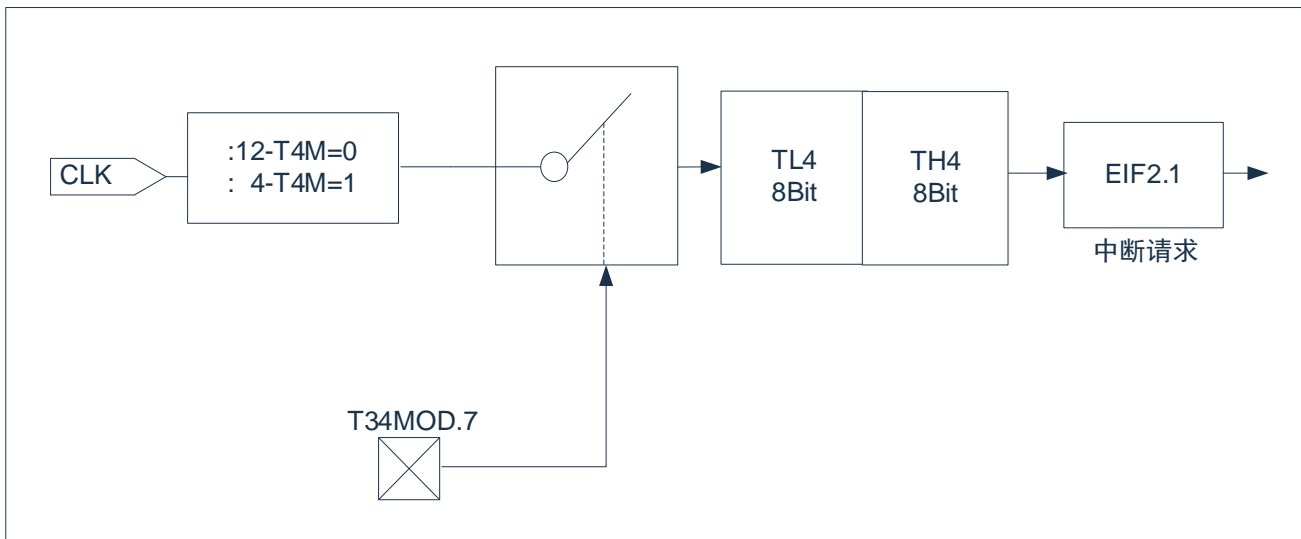 CLK
:12-T4M=0
: 4-T4M=1
TL4
8Bit
TH4
8Bit
EIF2.1
中断请求
T34MOD.7